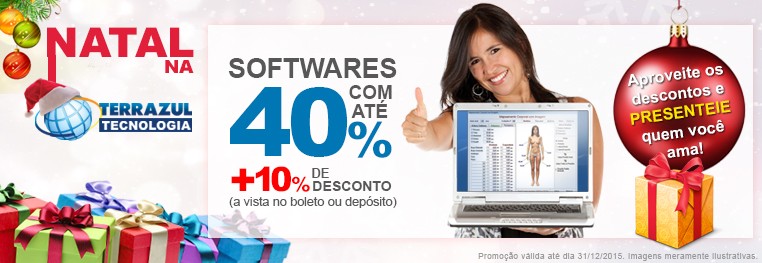 NATAL
NA
TERRAZUL
TECNOLOGIA
SOFTWARES
40%
COM
ATÉ
+10% DE
DESCONTO
(a vista no boleto ou depósito)
Aproveite os
descontos e
PRESENTEIE
quem você
ama!
Promoção válida até dia 31/12/2015. Imagens meramente ilustrativas.